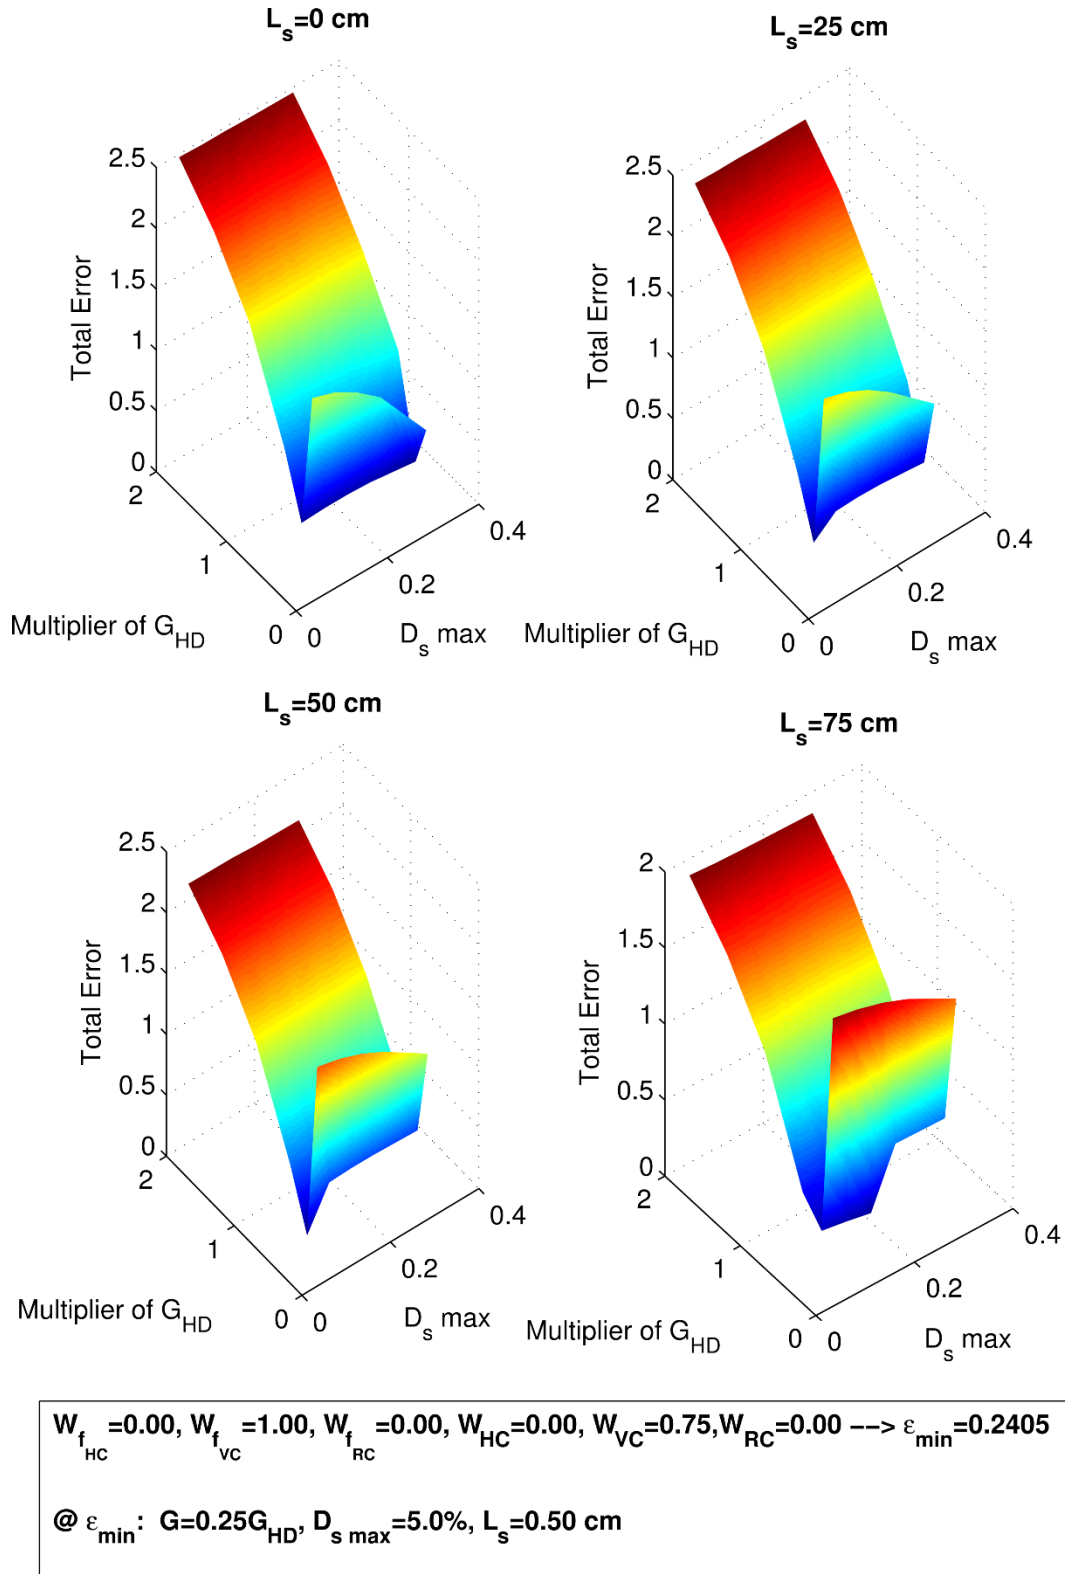 L_s=0 cm
L_s=25 cm
2.5
2
1.5
1
0.5
0
Total Error
2
1
0
Multiplier of G_HD
0
0.2
0.4
D_s max
2.5
2
1.5
1
0.5
0
Total Error
2
1
0
Multiplier of G_HD
0
0.2
0.4
D_s max
L_s=50 cm
L_s=75 cm
2.5
2
1.5
1
0.5
0
Total Error
2
1
0
Multiplier of G_HD
0
0.2
0.4
D_s max
2
1.5
1
0.5
0
Total Error
2
1
0
Multiplier of G_HD
0
0.2
0.4
D_s max
W_f_HC=0.00, W_f_VC=1.00, W_f_RC=0.00, W_HC=0.00, W_VC=0.75,W_RC=0.00 −−> ε_min=0.2405
@ ε_min: G=0.25G_HD, D_s max=5.0%, L_s=0.50 cm